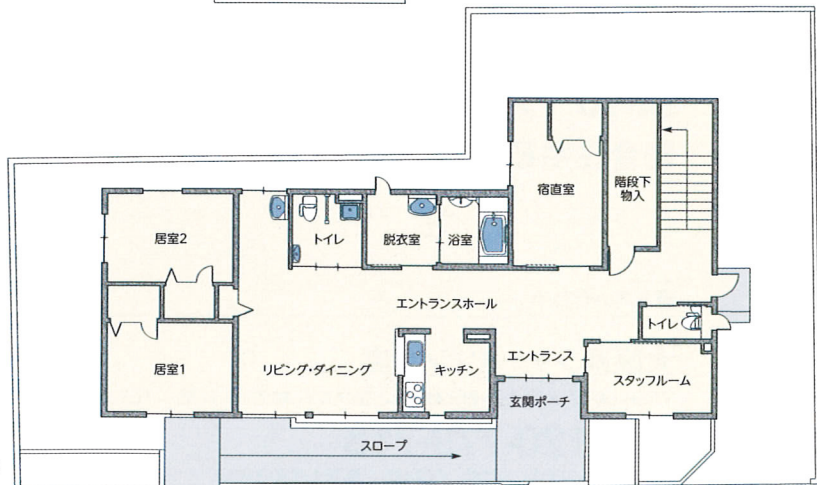 宿直室
階段下
物入
居室2
トイレ
脱衣室
浴室
エントランスホール
トイレ
居室1
リビング・ダイニング
キッチン
エントランス
スタッフルーム
玄関ポーチ
スロープ